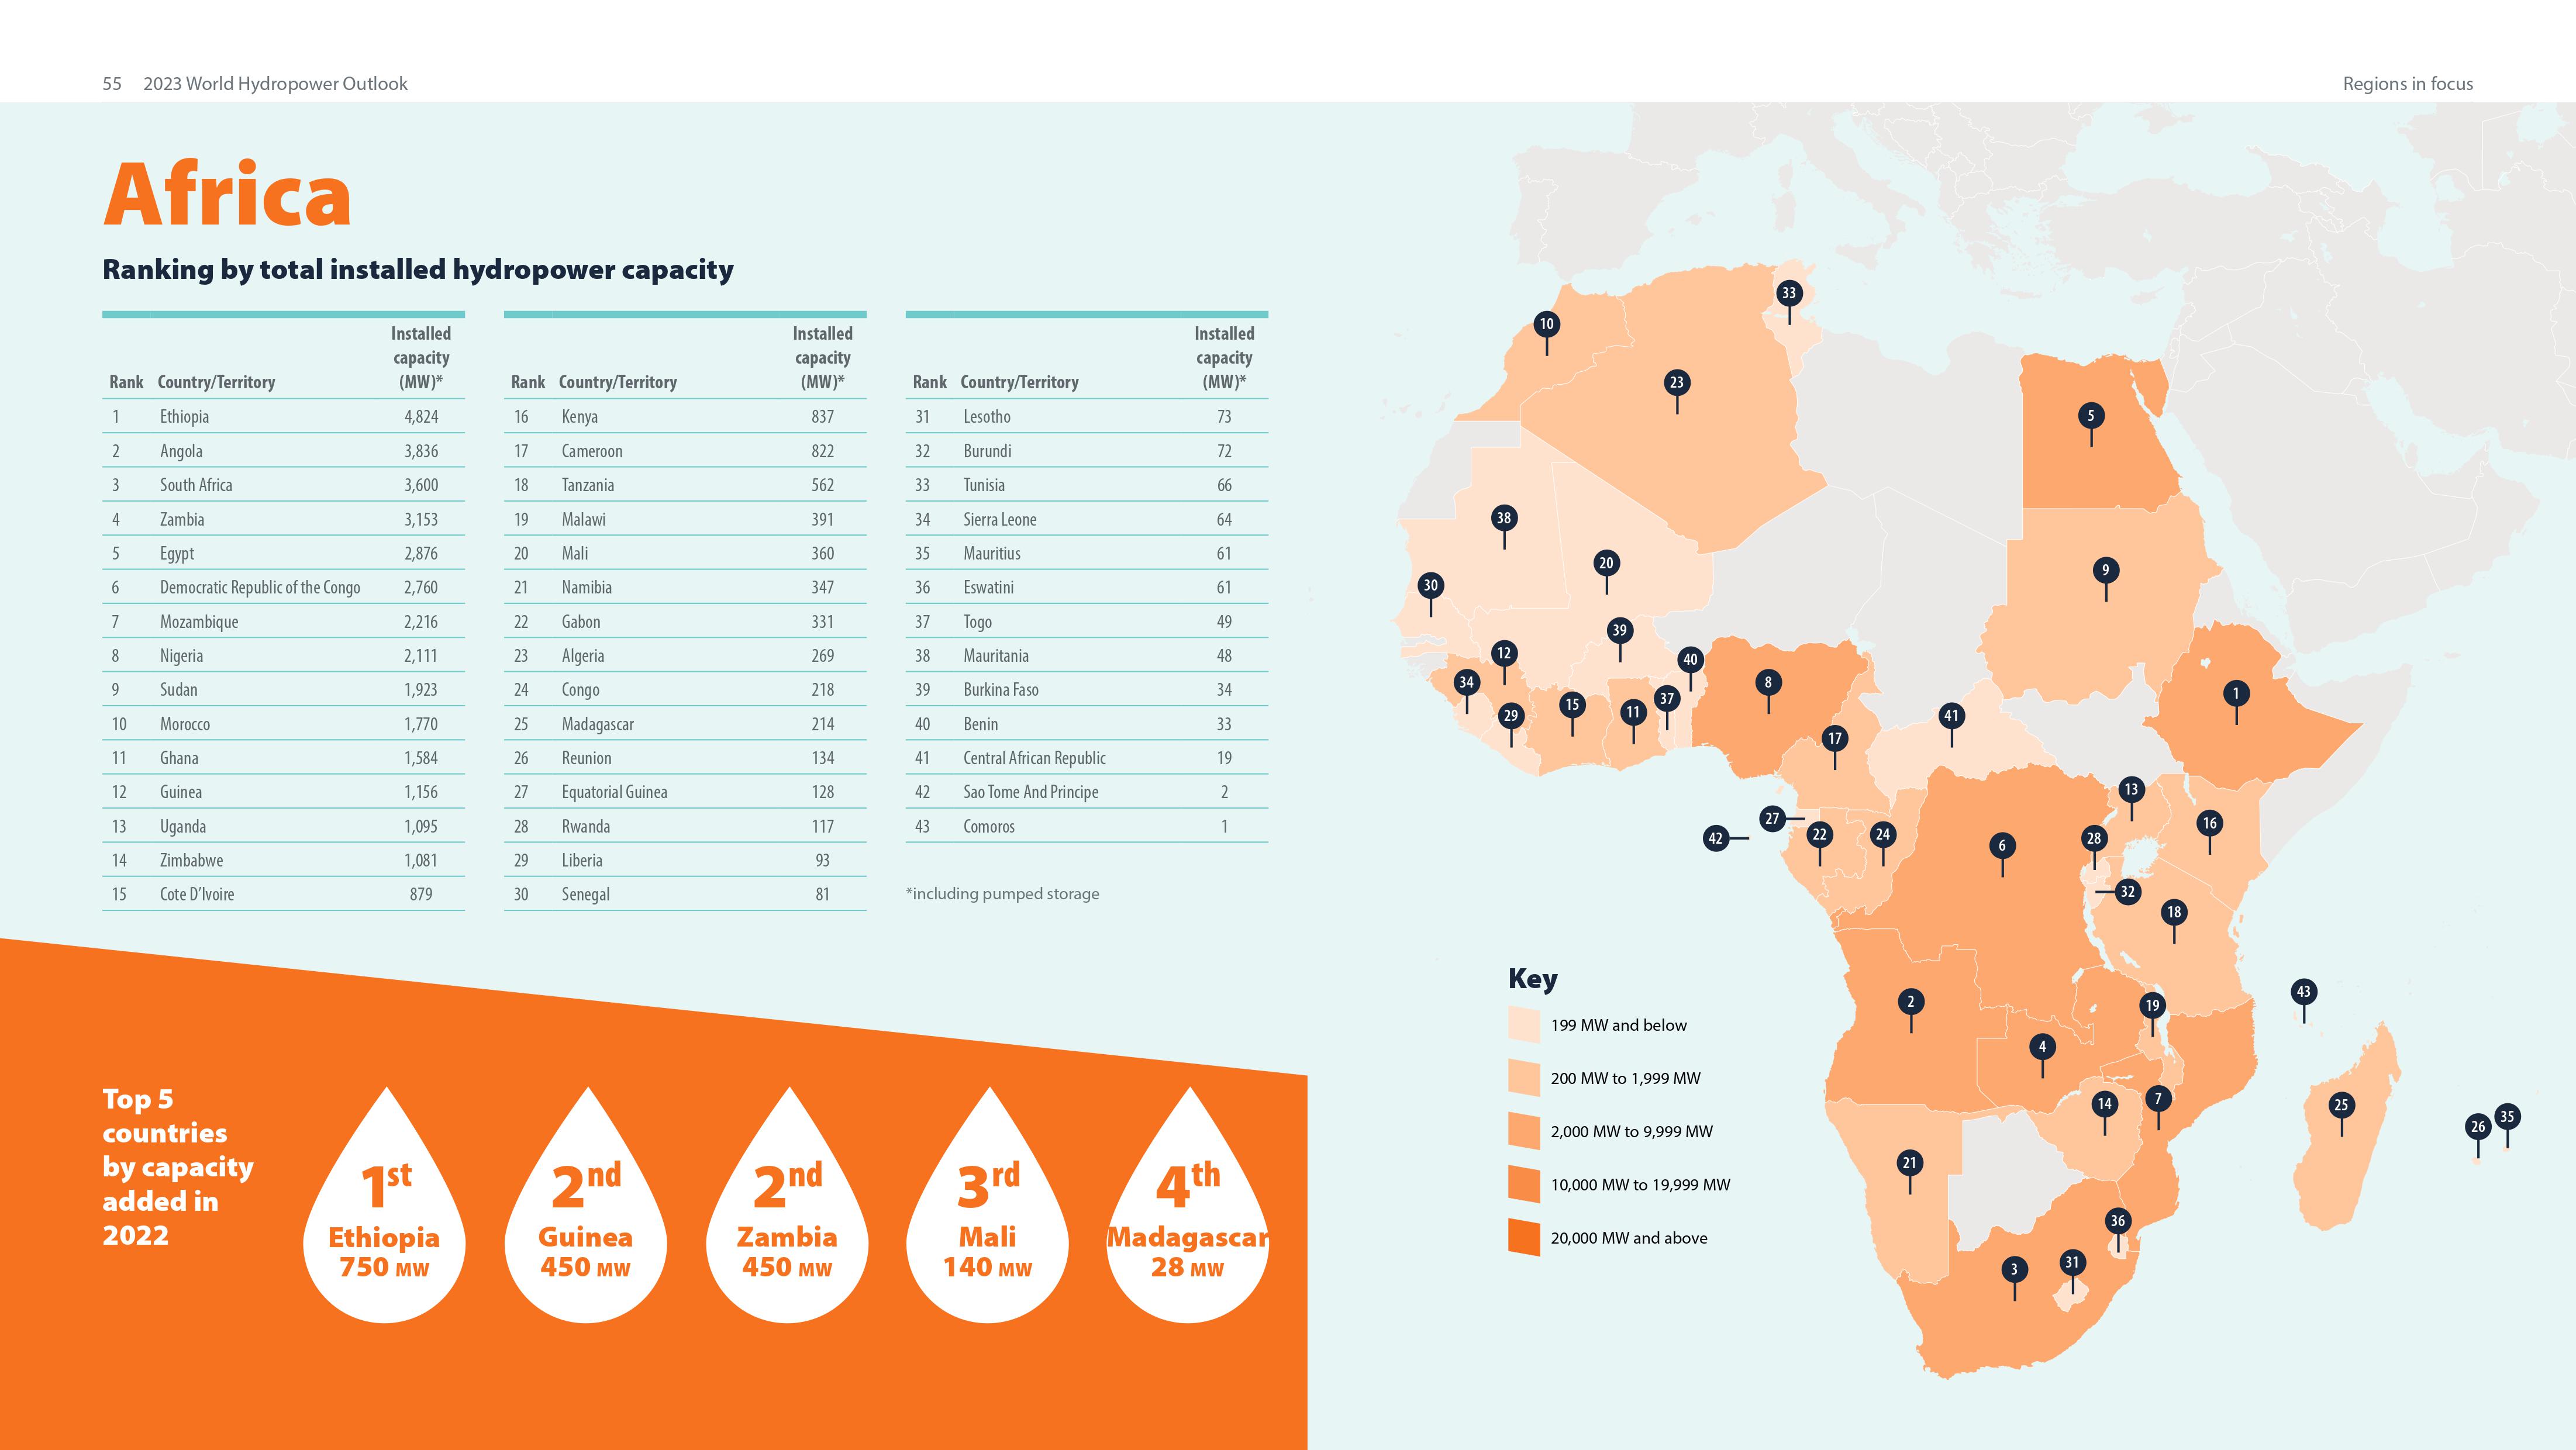 55 2023 World Hydropower Outlook
Regions in focus
Africa
Ranking by total installed hydropower capacity
Rank Country/Territory Installed capacity (MW)*
1 Ethiopia 4,824
2 Angola 3,836
3 South Africa 3,600
4 Zambia 3,153
5 Egypt 2,876
6 Democratic Republic of the Congo 2,760
7 Mozambique 2,216
8 Nigeria 2,111
9 Sudan 1,923
10 Morocco 1,770
11 Ghana 1,584
12 Guinea 1,156
13 Uganda 1,095
14 Zimbabwe 1,081
15 Cote D’Ivoire 879
Rank Country/Territory Installed capacity (MW)*
16 Kenya 837
17 Cameroon 822
18 Tanzania 562
19 Malawi 391
20 Mali 360
21 Namibia 347
22 Gabon 331
23 Algeria 269
24 Congo 218
25 Madagascar 214
26 Reunion 134
27 Equatorial Guinea 128
28 Rwanda 117
29 Liberia 93
30 Senegal 81
Rank Country/Territory Installed capacity (MW)*
31 Lesotho 73
32 Burundi 72
33 Tunisia 66
34 Sierra Leone 64
35 Mauritius 61
36 Eswatini 61
37 Togo 49
38 Mauritania 48
39 Burkina Faso 34
40 Benin 33
41 Central African Republic 19
42 Sao Tome And Principe 2
43 Comoros 1
*including pumped storage
Top 5
countries
by capacity
added in
2022
1st
Ethiopia
750 MW
2nd
Guinea
450 MW
2nd
Zambia
450 MW
3rd
Mali
140 MW
4th
Madagascar
28 MW
33
10
23
5
38
20
9
30
39
12
40
34
8
1
37
15
11
29
41
17
13
27
16
42
22
24
28
6
32
18
43
2
19
4
7
14
25
35
26
21
36
31
3
Key
199 MW and below
200 MW to 1,999 MW
2,000 MW to 9,999 MW
10,000 MW to 19,999 MW
20,000 MW and above